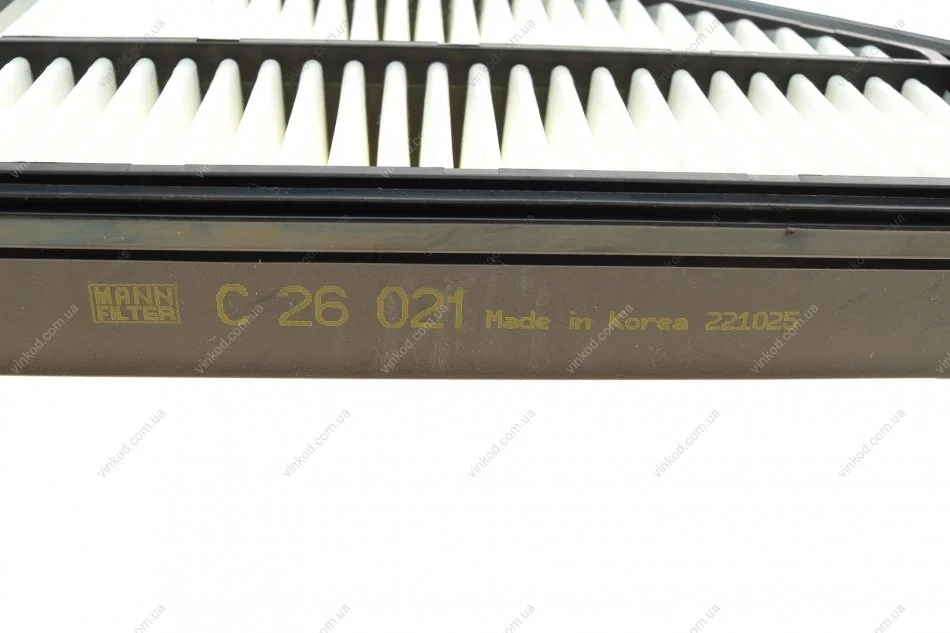 MANN
FILTER
C 26 021 Made in Korea 221025
vinkod.com.ua